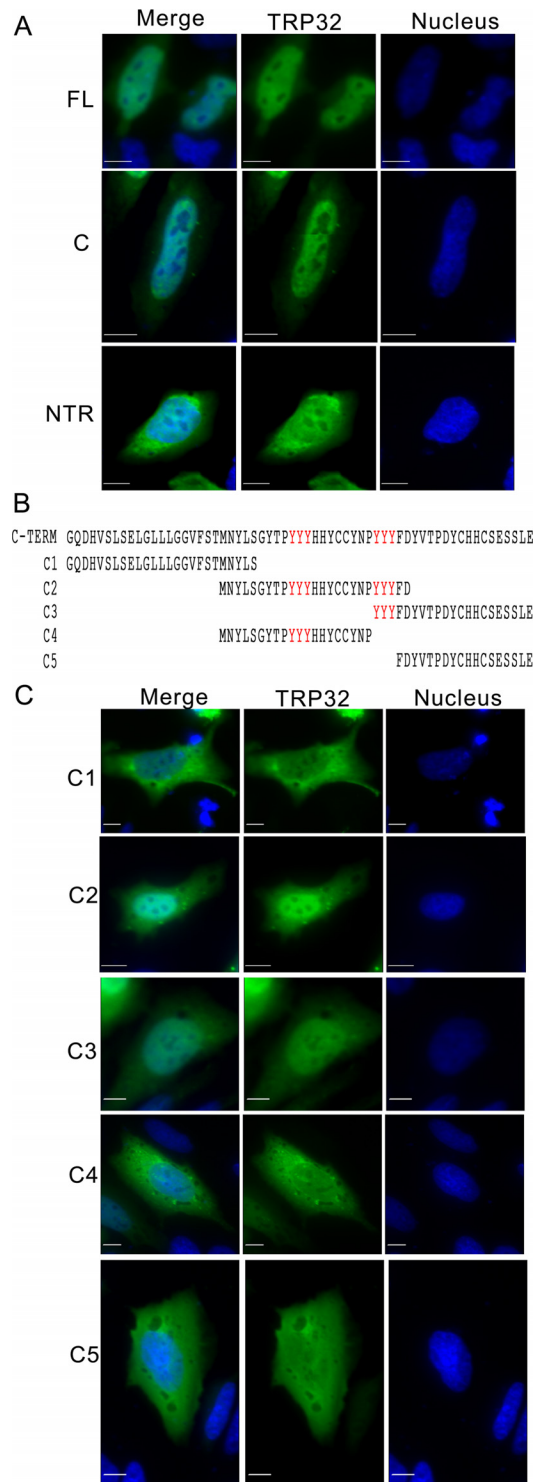 A
Merge TRP32 Nucleus
FL
C
NTR
B
C-TERM GQDHVSLSELGLLLGGVFSTMNYLSGYTPYYYHHYCCYNPYYYFDYVTPDYCHHCSESSLE
C1 GQDHVSLSELGLLLGGVFSTMNYLS
C2 MNYLSGYTPYYYHHYCCYNPYYYFD
C3 YYYFDYVTPDYCHHCSESSLE
C4 MNYLSGYTPYYYHHYCCYNP
C5 FDYVTPDYCHHCSESSLE
C
Merge TRP32 Nucleus
C1
C2
C3
C4
C5